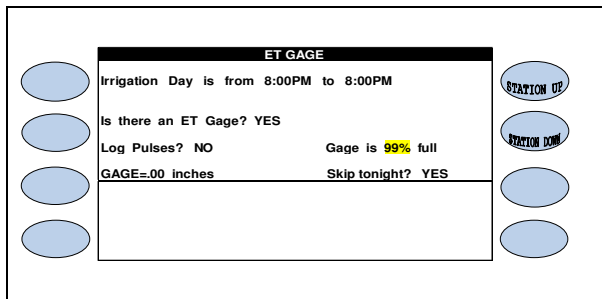 ET GAGE
Irrigation Day is from 8:00PM to 8:00PM
STATION UP
Is there an ET Gage? YES
STATION DOWN
Log Pulses? NO Gage is 99% full
GAGE=.00 inches Skip tonight? YES